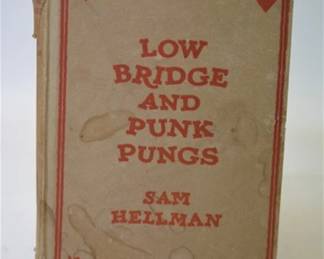 LOW
BRIDGE
AND
PUNK
PUNGS
SAM
HELLMAN